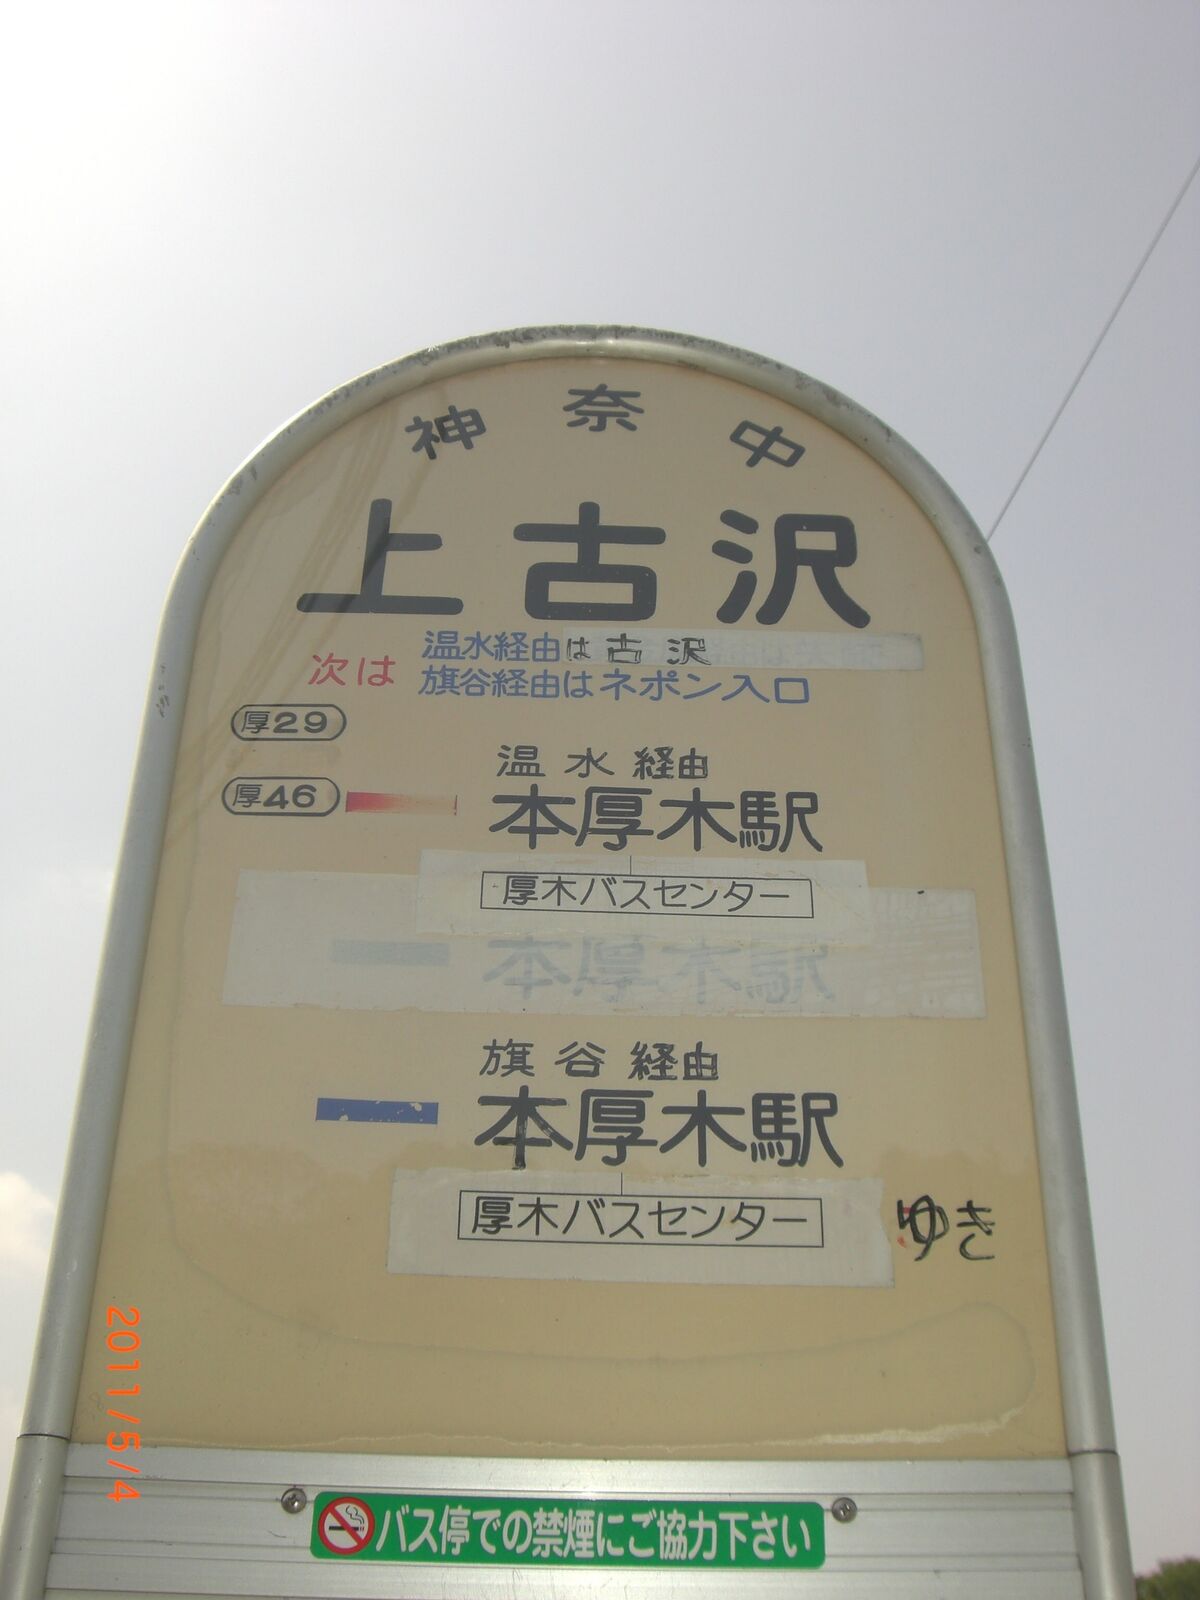 神奈中
上古沢
次は
温水経由は古沢
旗谷経由はネポン入口
厚29
厚46
温水経由
本厚木駅
厚木バスセンター
本厚木駅
旗谷経由
本厚木駅
厚木バスセンター
ゆき
バス停での禁煙にご協力下さい
2011/5/4